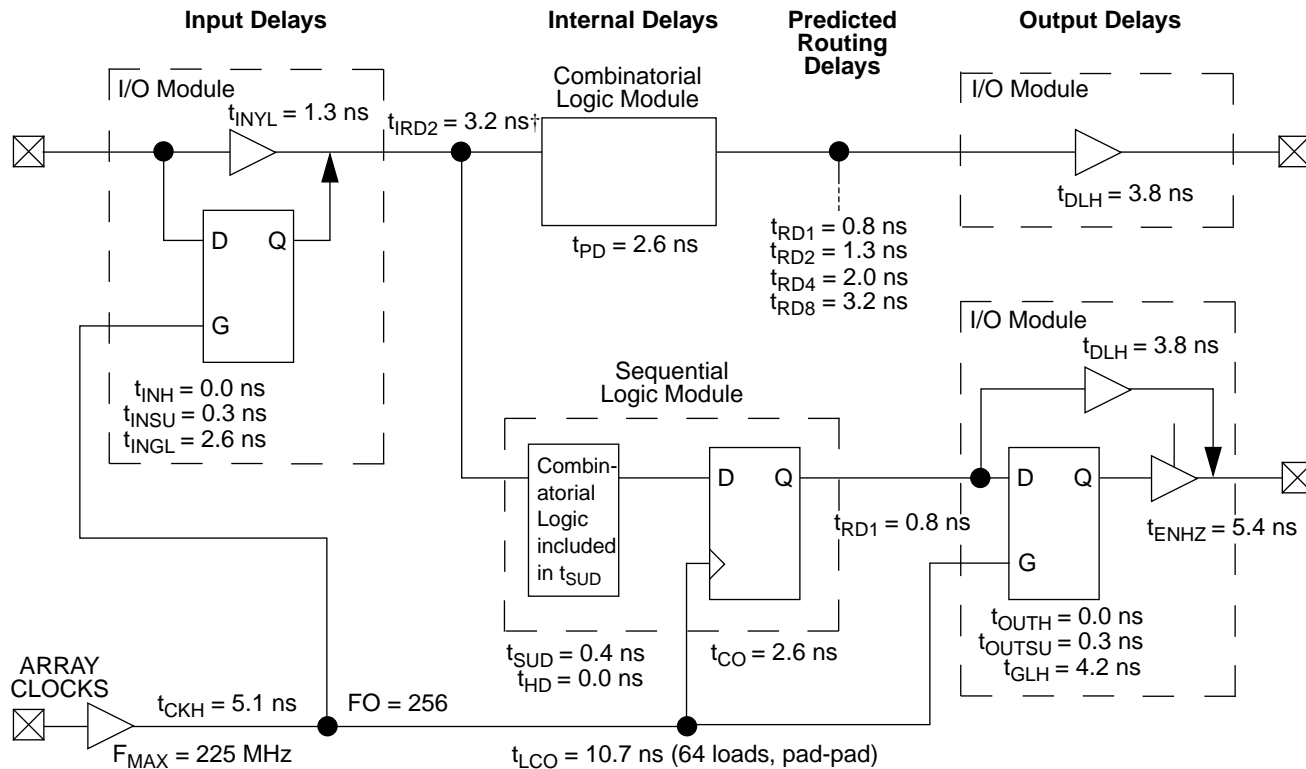 Input Delays
Internal Delays
Predicted
Routing
Delays
Output Delays
I/O Module
tINYL = 1.3 ns
tIRD2 = 3.2 ns†
Combinatorial
Logic Module
I/O Module
tDLH = 3.8 ns
D Q
G
tPD = 2.6 ns
tRD1 = 0.8 ns
tRD2 = 1.3 ns
tRD4 = 2.0 ns
tRD8 = 3.2 ns
tINH = 0.0 ns
tINSU = 0.3 ns
tINGL = 2.6 ns
Sequential
Logic Module
I/O Module
tDLH = 3.8 ns
Combin-
atorial
Logic
included
in tSUD
D Q
tRD1 = 0.8 ns
D Q
G
tENHZ = 5.4 ns
tSUD = 0.4 ns
tHD = 0.0 ns
tCO = 2.6 ns
tOUTH = 0.0 ns
tOUTSU = 0.3 ns
tGLH = 4.2 ns
ARRAY
CLOCKS
tCKH = 5.1 ns
FO = 256
FMAX = 225 MHz
tLCO = 10.7 ns (64 loads, pad-pad)